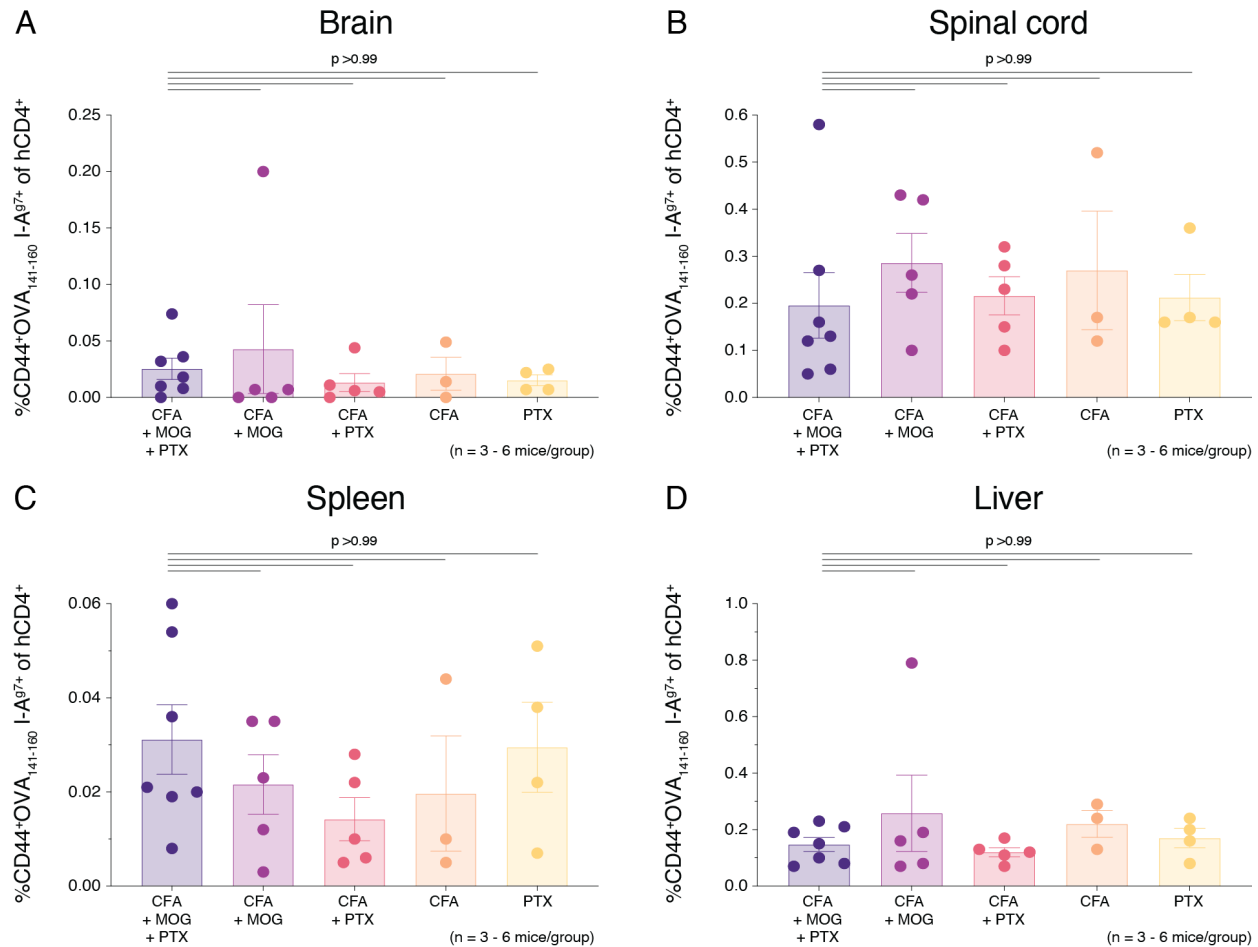 A
Brain
p >0.99
%CD44⁺OVA₁₄₁₋₁₆₀ I-Aᵍ⁷⁺ of hCD4⁺
0.25
0.20
0.15
0.10
0.05
0.00
CFA CFA CFA CFA PTX
+ MOG + MOG + PTX
+ PTX
(n = 3 - 6 mice/group)
B
Spinal cord
p >0.99
%CD44⁺OVA₁₄₁₋₁₆₀ I-Aᵍ⁷⁺ of hCD4⁺
0.6
0.5
0.4
0.3
0.2
0.1
0.0
CFA CFA CFA CFA PTX
+ MOG + MOG + PTX
+ PTX
(n = 3 - 6 mice/group)
C
Spleen
p >0.99
%CD44⁺OVA₁₄₁₋₁₆₀ I-Aᵍ⁷⁺ of hCD4⁺
0.06
0.04
0.02
0.00
CFA CFA CFA CFA PTX
+ MOG + MOG + PTX
+ PTX
(n = 3 - 6 mice/group)
D
Liver
p >0.99
%CD44⁺OVA₁₄₁₋₁₆₀ I-Aᵍ⁷⁺ of hCD4⁺
1.0
0.8
0.6
0.4
0.2
0.0
CFA CFA CFA CFA PTX
+ MOG + MOG + PTX
+ PTX
(n = 3 - 6 mice/group)